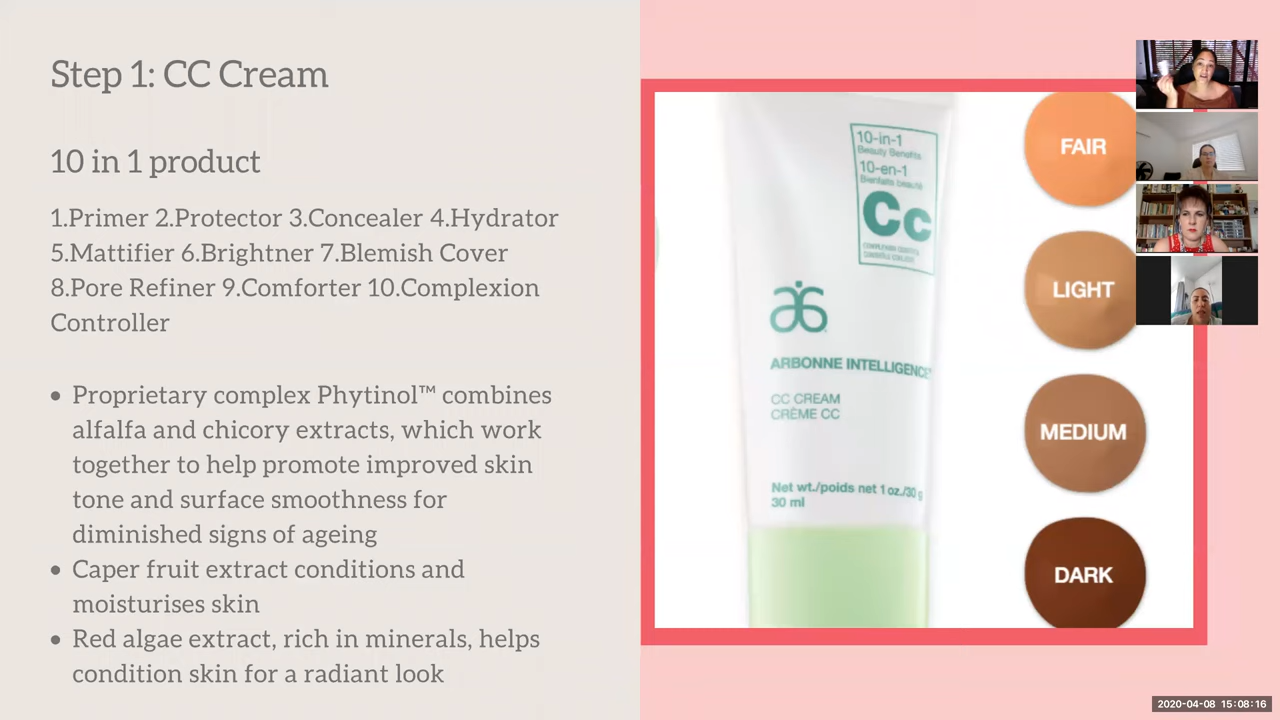 Step 1: CC Cream
10 in 1 product
1.Primer 2.Protector 3.Concealer 4.Hydrator
5.Mattifier 6.Brightner 7.Blemish Cover
8.Pore Refiner 9.Comforter 10.Complexion
Controller
• Proprietary complex Phytinol™ combines
alfalfa and chicory extracts, which work
together to help promote improved skin
tone and surface smoothness for
diminished signs of ageing
• Caper fruit extract conditions and
moisturises skin
• Red algae extract, rich in minerals, helps
condition skin for a radiant look
10-in-1
Beauty Benefits
10-en-1
Bienfaits beauté
Cc
ARBONNE INTELLIGENCE
CC CREAM
CRÈME CC
Net wt./poids net 1 oz./30 g
30 ml
FAIR
LIGHT
MEDIUM
DARK
2020-04-08 15:08:16